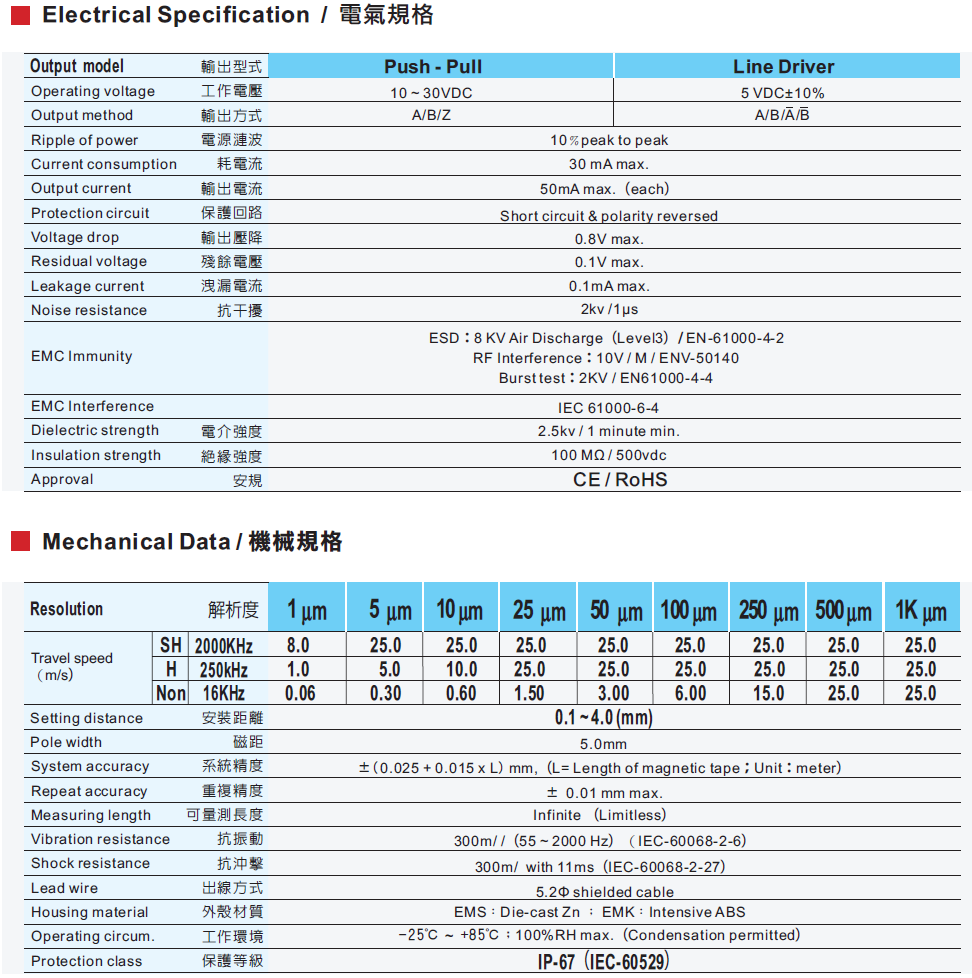 Electrical Specification / 電氣規格
Output model 輸出型式 Push - Pull Line Driver
Operating voltage 工作電壓 10 ~ 30VDC 5 VDC±10%
Output method 輸出方式 A/B/Z A/B/A̅/B̅
Ripple of power 電源漣波 10%peak to peak
Current consumption 耗電流 30 mA max.
Output current 輸出電流 50mA max.（each）
Protection circuit 保護回路 Short circuit & polarity reversed
Voltage drop 輸出壓降 0.8V max.
Residual voltage 殘餘電壓 0.1V max.
Leakage current 洩漏電流 0.1mA max.
Noise resistance 抗干擾 2kv /1μs
ESD：8 KV Air Discharge（Level3）/ EN-61000-4-2
EMC Immunity RF Interference：10V / M / ENV-50140
Burst test：2KV / EN61000-4-4
EMC Interference IEC 61000-6-4
Dielectric strength 電介強度 2.5kv / 1 minute min.
Insulation strength 絕緣強度 100 MΩ / 500vdc
Approval 安規 CE / RoHS
Mechanical Data / 機械規格
Resolution 解析度 1 μm 5 μm 10 μm 25 μm 50 μm 100 μm 250 μm 500 μm 1K μm
Travel speed（m/s） SH 2000KHz 8.0 25.0 25.0 25.0 25.0 25.0 25.0 25.0 25.0
H 250kHz 1.0 5.0 10.0 25.0 25.0 25.0 25.0 25.0 25.0
Non 16KHz 0.06 0.30 0.60 1.50 3.00 6.00 15.0 25.0 25.0
Setting distance 安裝距離 0.1 ~ 4.0 (mm)
Pole width 磁距 5.0mm
System accuracy 系統精度 ±（0.025 + 0.015 x L）mm,（L= Length of magnetic tape；Unit：meter）
Repeat accuracy 重複精度 ± 0.01 mm max.
Measuring length 可量測長度 Infinite （Limitless）
Vibration resistance 抗振動 300m/ /（55 ~ 2000 Hz）（ IEC-60068-2-6）
Shock resistance 抗沖擊 300m/ with 11ms（IEC-60068-2-27）
Lead wire 出線方式 5.2Φ shielded cable
Housing material 外殼材質 EMS：Die-cast Zn ； EMK：Intensive ABS
Operating circum. 工作環境 −25℃ ~ +85℃；100%RH max.（Condensation permitted）
Protection class 保護等級 IP-67（IEC-60529）